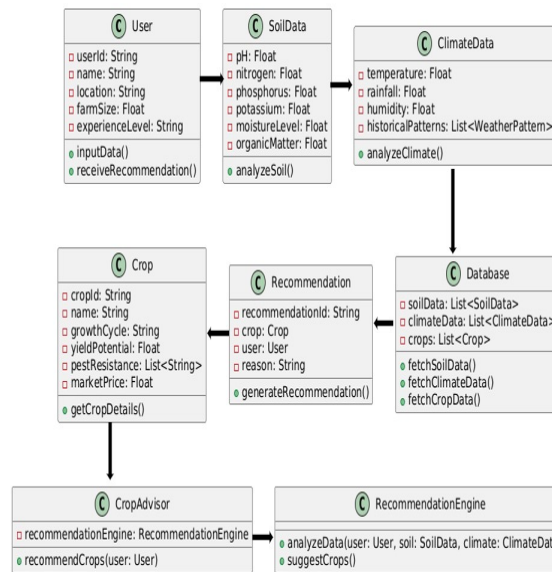 C User
userId: String
name: String
location: String
farmSize: Float
experienceLevel: String
inputData()
receiveRecommendation()
C SoilData
pH: Float
nitrogen: Float
phosphorus: Float
potassium: Float
moistureLevel: Float
organicMatter: Float
analyzeSoil()
C ClimateData
temperature: Float
rainfall: Float
humidity: Float
historicalPatterns: List<WeatherPattern>
analyzeClimate()
C Crop
cropId: String
name: String
growthCycle: String
yieldPotential: Float
pestResistance: List<String>
marketPrice: Float
getCropDetails()
C Recommendation
recommendationId: String
crop: Crop
user: User
reason: String
generateRecommendation()
C Database
soilData: List<SoilData>
climateData: List<ClimateData>
crops: List<Crop>
fetchSoilData()
fetchClimateData()
fetchCropData()
C CropAdvisor
recommendationEngine: RecommendationEngine
recommendCrops(user: User)
C RecommendationEngine
analyzeData(user: User, soil: SoilData, climate: ClimateDat
suggestCrops()